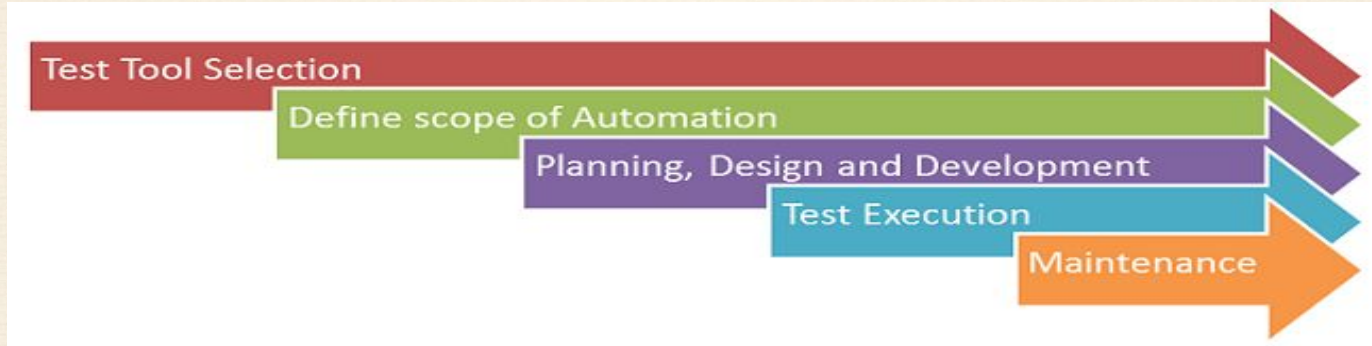 Test Tool Selection
Define scope of Automation
Planning, Design and Development
Test Execution
Maintenance